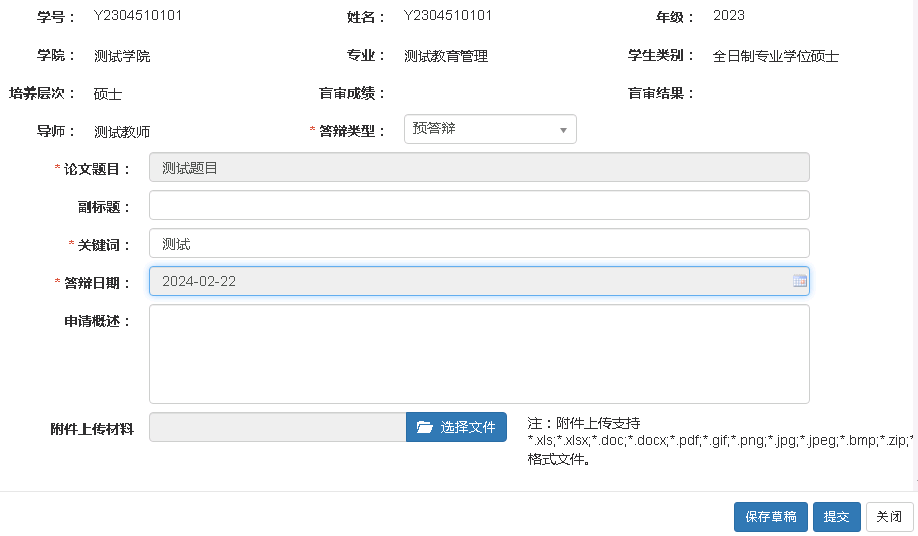 学号： Y2304510101 姓名： Y2304510101 年级： 2023
学院： 测试学院 专业： 测试教育管理 学生类别： 全日制专业学位硕士
培养层次： 硕士 盲审成绩： 盲审结果：
导师： 测试教师 * 答辩类型： 预答辩
* 论文题目： 测试题目
副标题：
* 关键词： 测试
* 答辩日期： 2024-02-22
申请概述：
附件上传材料 选择文件 注：附件上传支持
*.xls;*.xlsx;*.doc;*.docx;*.pdf;*.gif;*.png;*.jpg;*.jpeg;*.bmp;*.zip;*
格式文件。
保存草稿 提交 关闭